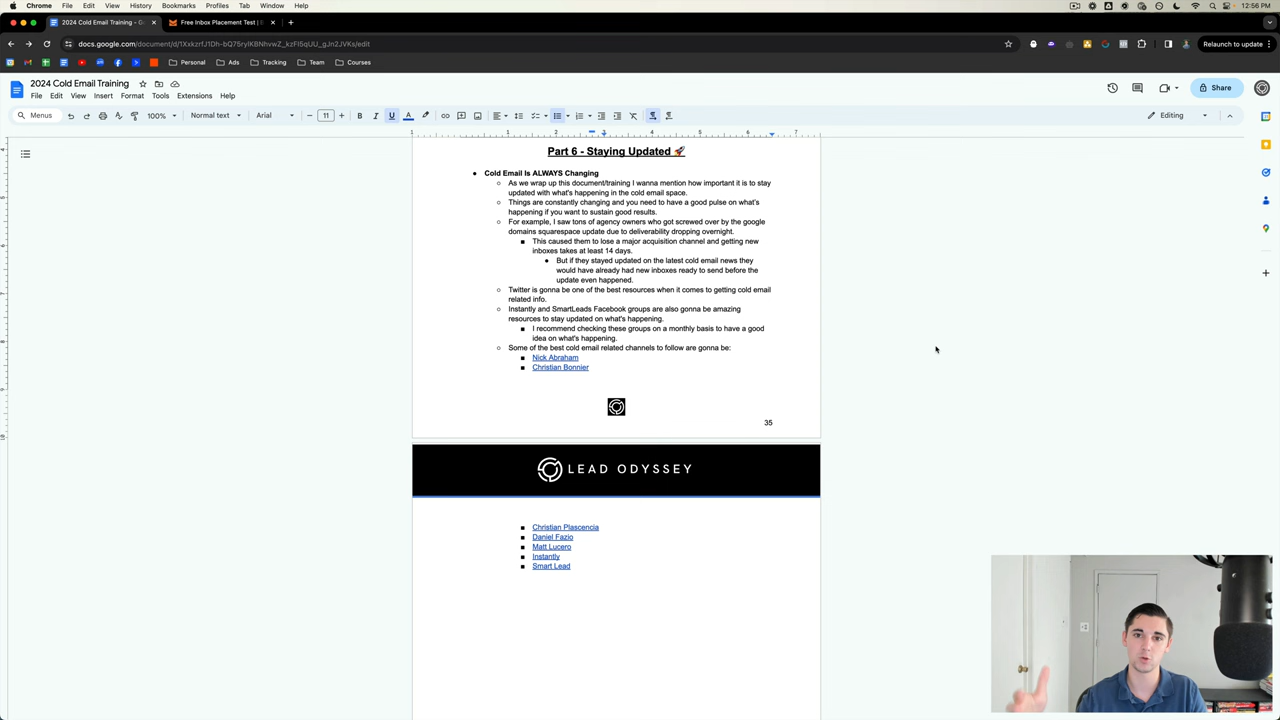 Chrome File Edit View History Bookmarks Profiles Tab Window Help 12:56 PM
2024 Cold Email Training - G Free Inbox Placement Test |
docs.google.com/document/d/ Relaunch to update
Personal Ads Tracking Team Courses
2024 Cold Email Training
File Edit View Insert Format Tools Extensions Help
Share
Menus 100% Normal text Arial 11 Editing
Part 6 - Staying Updated 🚀
● Cold Email Is ALWAYS Changing
○ As we wrap up this document/training I wanna mention how important it is to stay
updated with what's happening in the cold email space.
○ Things are constantly changing and you need to have a good pulse on what's
happening if you want to sustain good results.
○ For example, I saw tons of agency owners who got screwed over by the google
domains squarespace update due to deliverability dropping overnight.
■ This caused them to lose a major acquisition channel and getting new
inboxes takes at least 14 days.
● But if they stayed updated on the latest cold email news they
would have already had new inboxes ready to send before the
update even happened.
○ Twitter is gonna be one of the best resources when it comes to getting cold email
related info.
○ Instantly and SmartLeads Facebook groups are also gonna be amazing
resources to stay updated on what's happening.
■ I recommend checking these groups on a monthly basis to have a good
idea on what's happening.
○ Some of the best cold email related channels to follow are gonna be:
■ Nick Abraham
■ Christian Bonnier
35
LEAD ODYSSEY
■ Christian Plascencia
■ Daniel Fazio
■ Matt Lucero
■ Instantly
■ Smart Lead